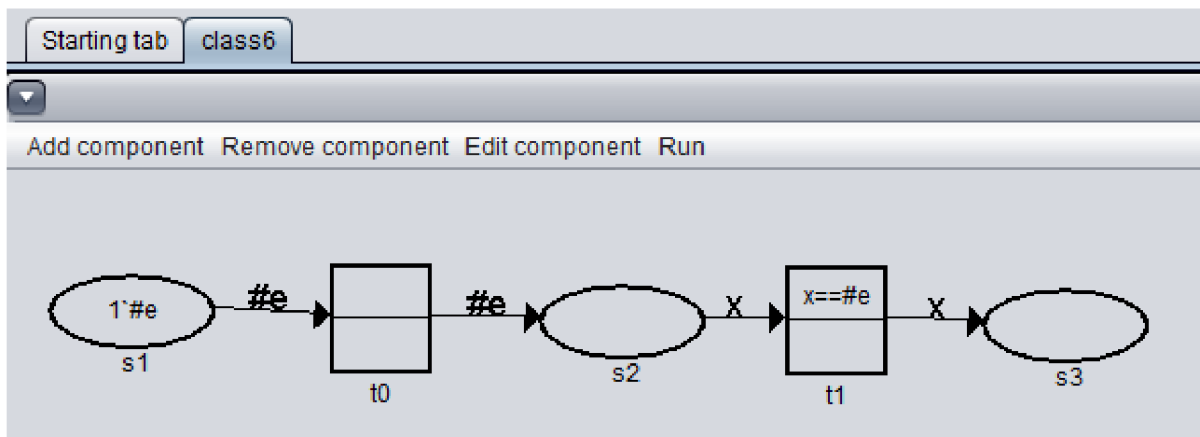 Starting tab class6
Add component Remove component Edit component Run
1`#e #e #e x x==#e x
s1 t0 s2 t1 s3